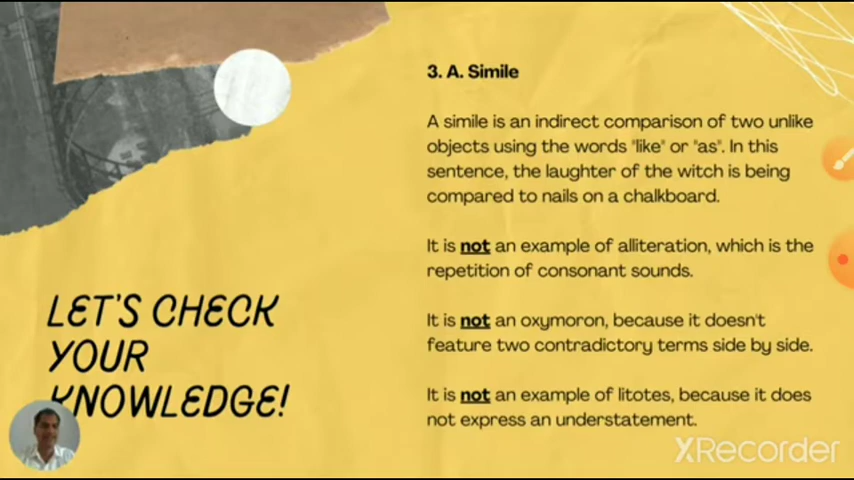 3. A. Simile
A simile is an indirect comparison of two unlike
objects using the words "like" or "as". In this
sentence, the laughter of the witch is being
compared to nails on a chalkboard.
It is not an example of alliteration, which is the
repetition of consonant sounds.
It is not an oxymoron, because it doesn't
feature two contradictory terms side by side.
It is not an example of litotes, because it does
not express an understatement.
LET'S CHECK
YOUR
KNOWLEDGE!
XRecorder